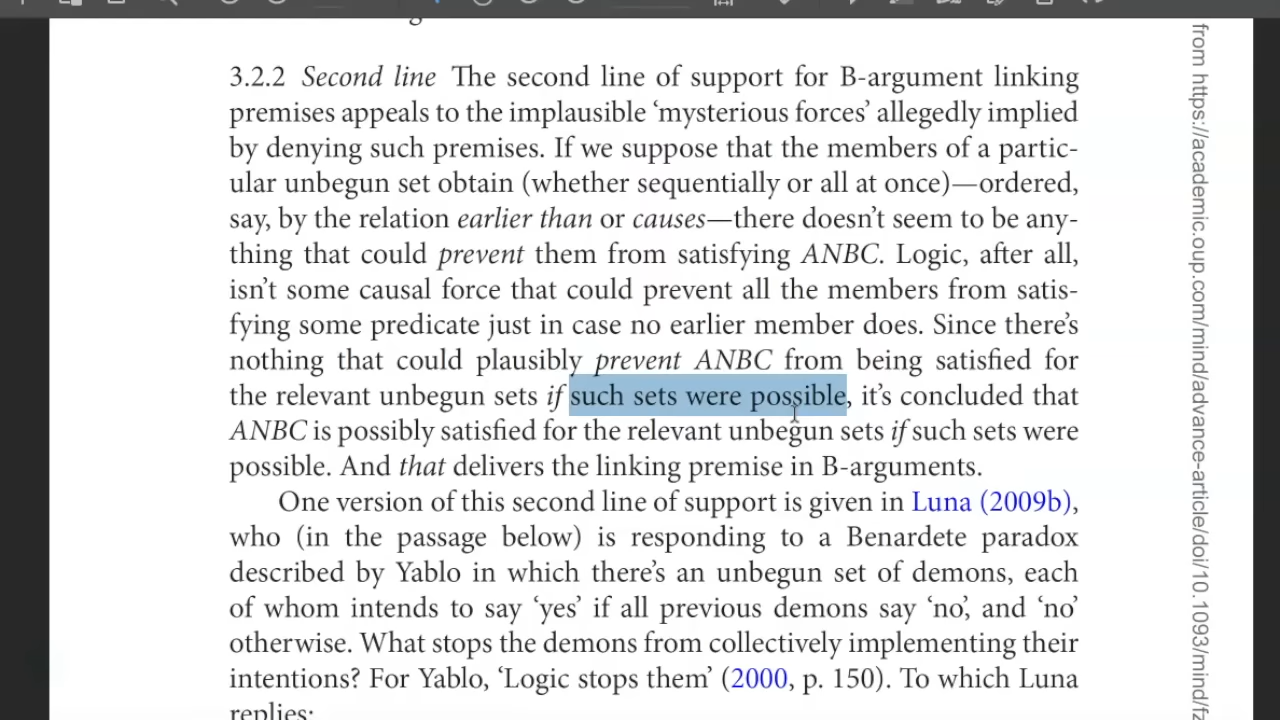 3.2.2 Second line The second line of support for B-argument linking
premises appeals to the implausible ‘mysterious forces’ allegedly implied
by denying such premises. If we suppose that the members of a partic-
ular unbegun set obtain (whether sequentially or all at once)—ordered,
say, by the relation earlier than or causes—there doesn’t seem to be any-
thing that could prevent them from satisfying ANBC. Logic, after all,
isn’t some causal force that could prevent all the members from satis-
fying some predicate just in case no earlier member does. Since there’s
nothing that could plausibly prevent ANBC from being satisfied for
the relevant unbegun sets if such sets were possible, it’s concluded that
ANBC is possibly satisfied for the relevant unbegun sets if such sets were
possible. And that delivers the linking premise in B-arguments.
One version of this second line of support is given in Luna (2009b),
who (in the passage below) is responding to a Benardete paradox
described by Yablo in which there’s an unbegun set of demons, each
of whom intends to say ‘yes’ if all previous demons say ‘no’, and ‘no’
otherwise. What stops the demons from collectively implementing their
intentions? For Yablo, ‘Logic stops them’ (2000, p. 150). To which Luna
replies:
from https://academic.oup.com/mind/advance-article/doi/10.1093/mind/fz